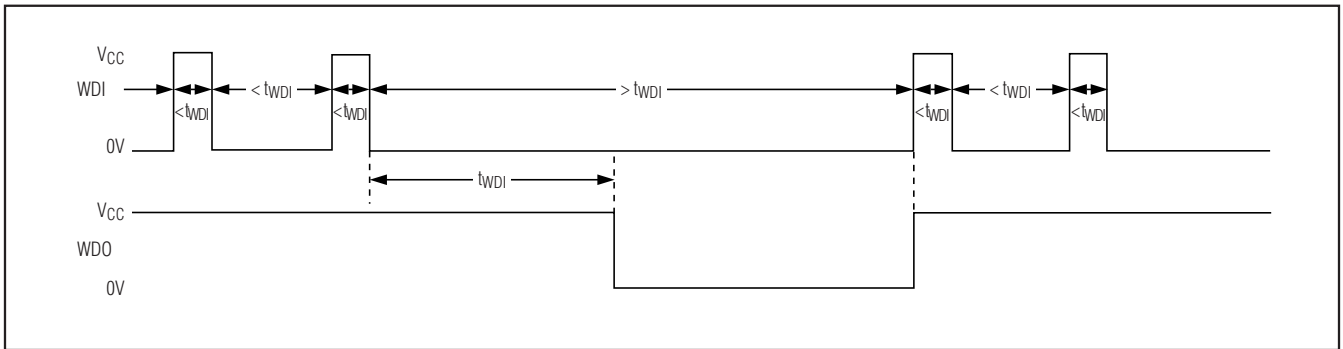 VCC
WDI
< tWDI
> tWDI
< tWDI
<tWDI
<tWDI
<tWDI
<tWDI
0V
tWDI
VCC
WDO
0V